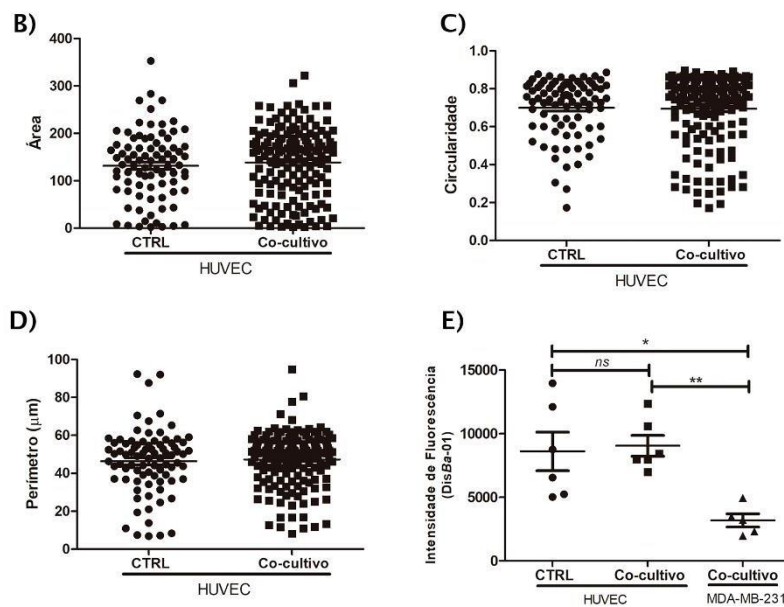 B)
Área
400
300
200
100
0
CTRL
Co-cultivo
HUVEC
C)
Circularidade
1.0
0.8
0.6
0.4
0.2
0.0
CTRL
Co-cultivo
HUVEC
D)
Perímetro (μm)
100
80
60
40
20
0
CTRL
Co-cultivo
HUVEC
E)
Intensidade de Fluorescência
(DisBa-01)
15000
10000
5000
0
*
ns
**
CTRL
Co-cultivo
Co-cultivo
HUVEC
MDA-MB-231